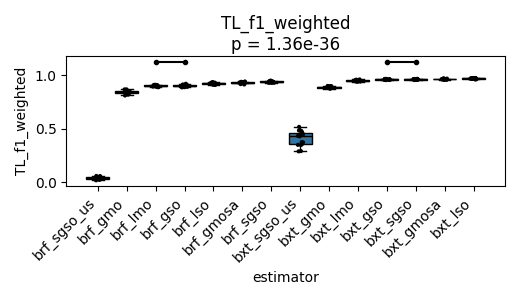 TL_f1_weighted
p = 1.36e-36
TL_f1_weighted
1.0
0.5
0.0
brf_sgso_us
brf_gmo
brf_lmo
brf_gso
brf_lso
brf_gmosa
brf_sgso
bxt_sgso_us
bxt_gmo
bxt_lmo
bxt_gso
bxt_sgso
bxt_gmosa
bxt_lso
estimator